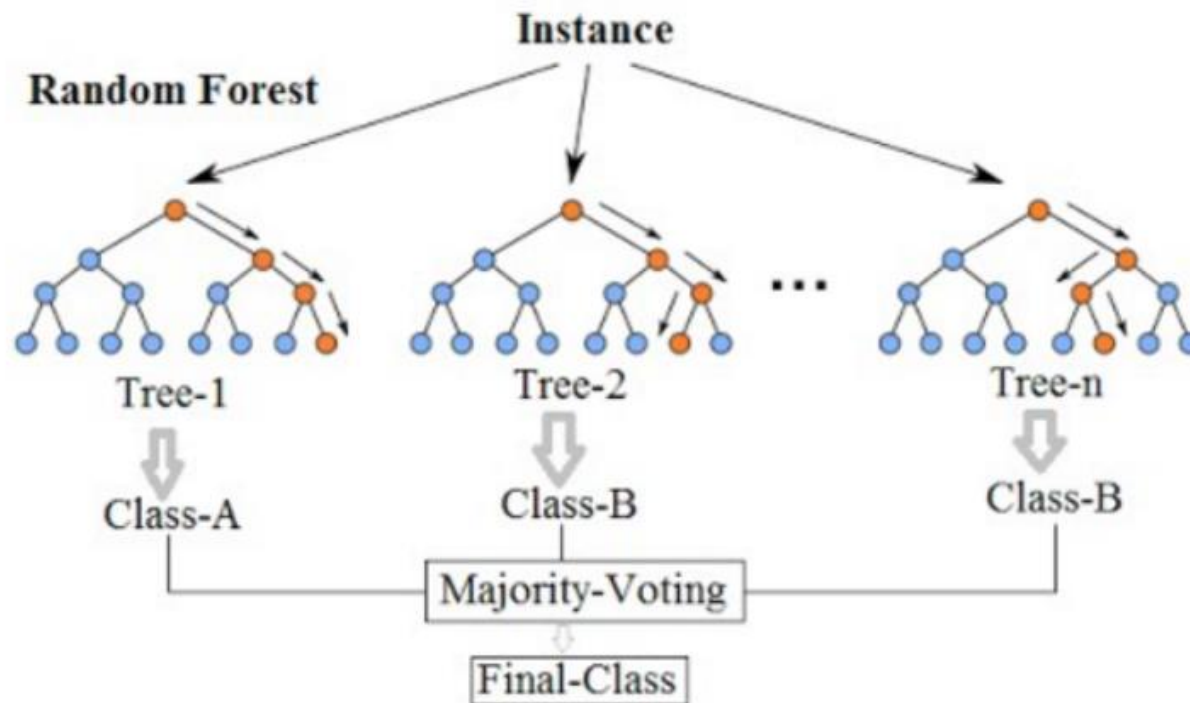 Instance
Random Forest
...
Tree-1 Tree-2 Tree-n
Class-A Class-B Class-B
Majority-Voting
Final-Class